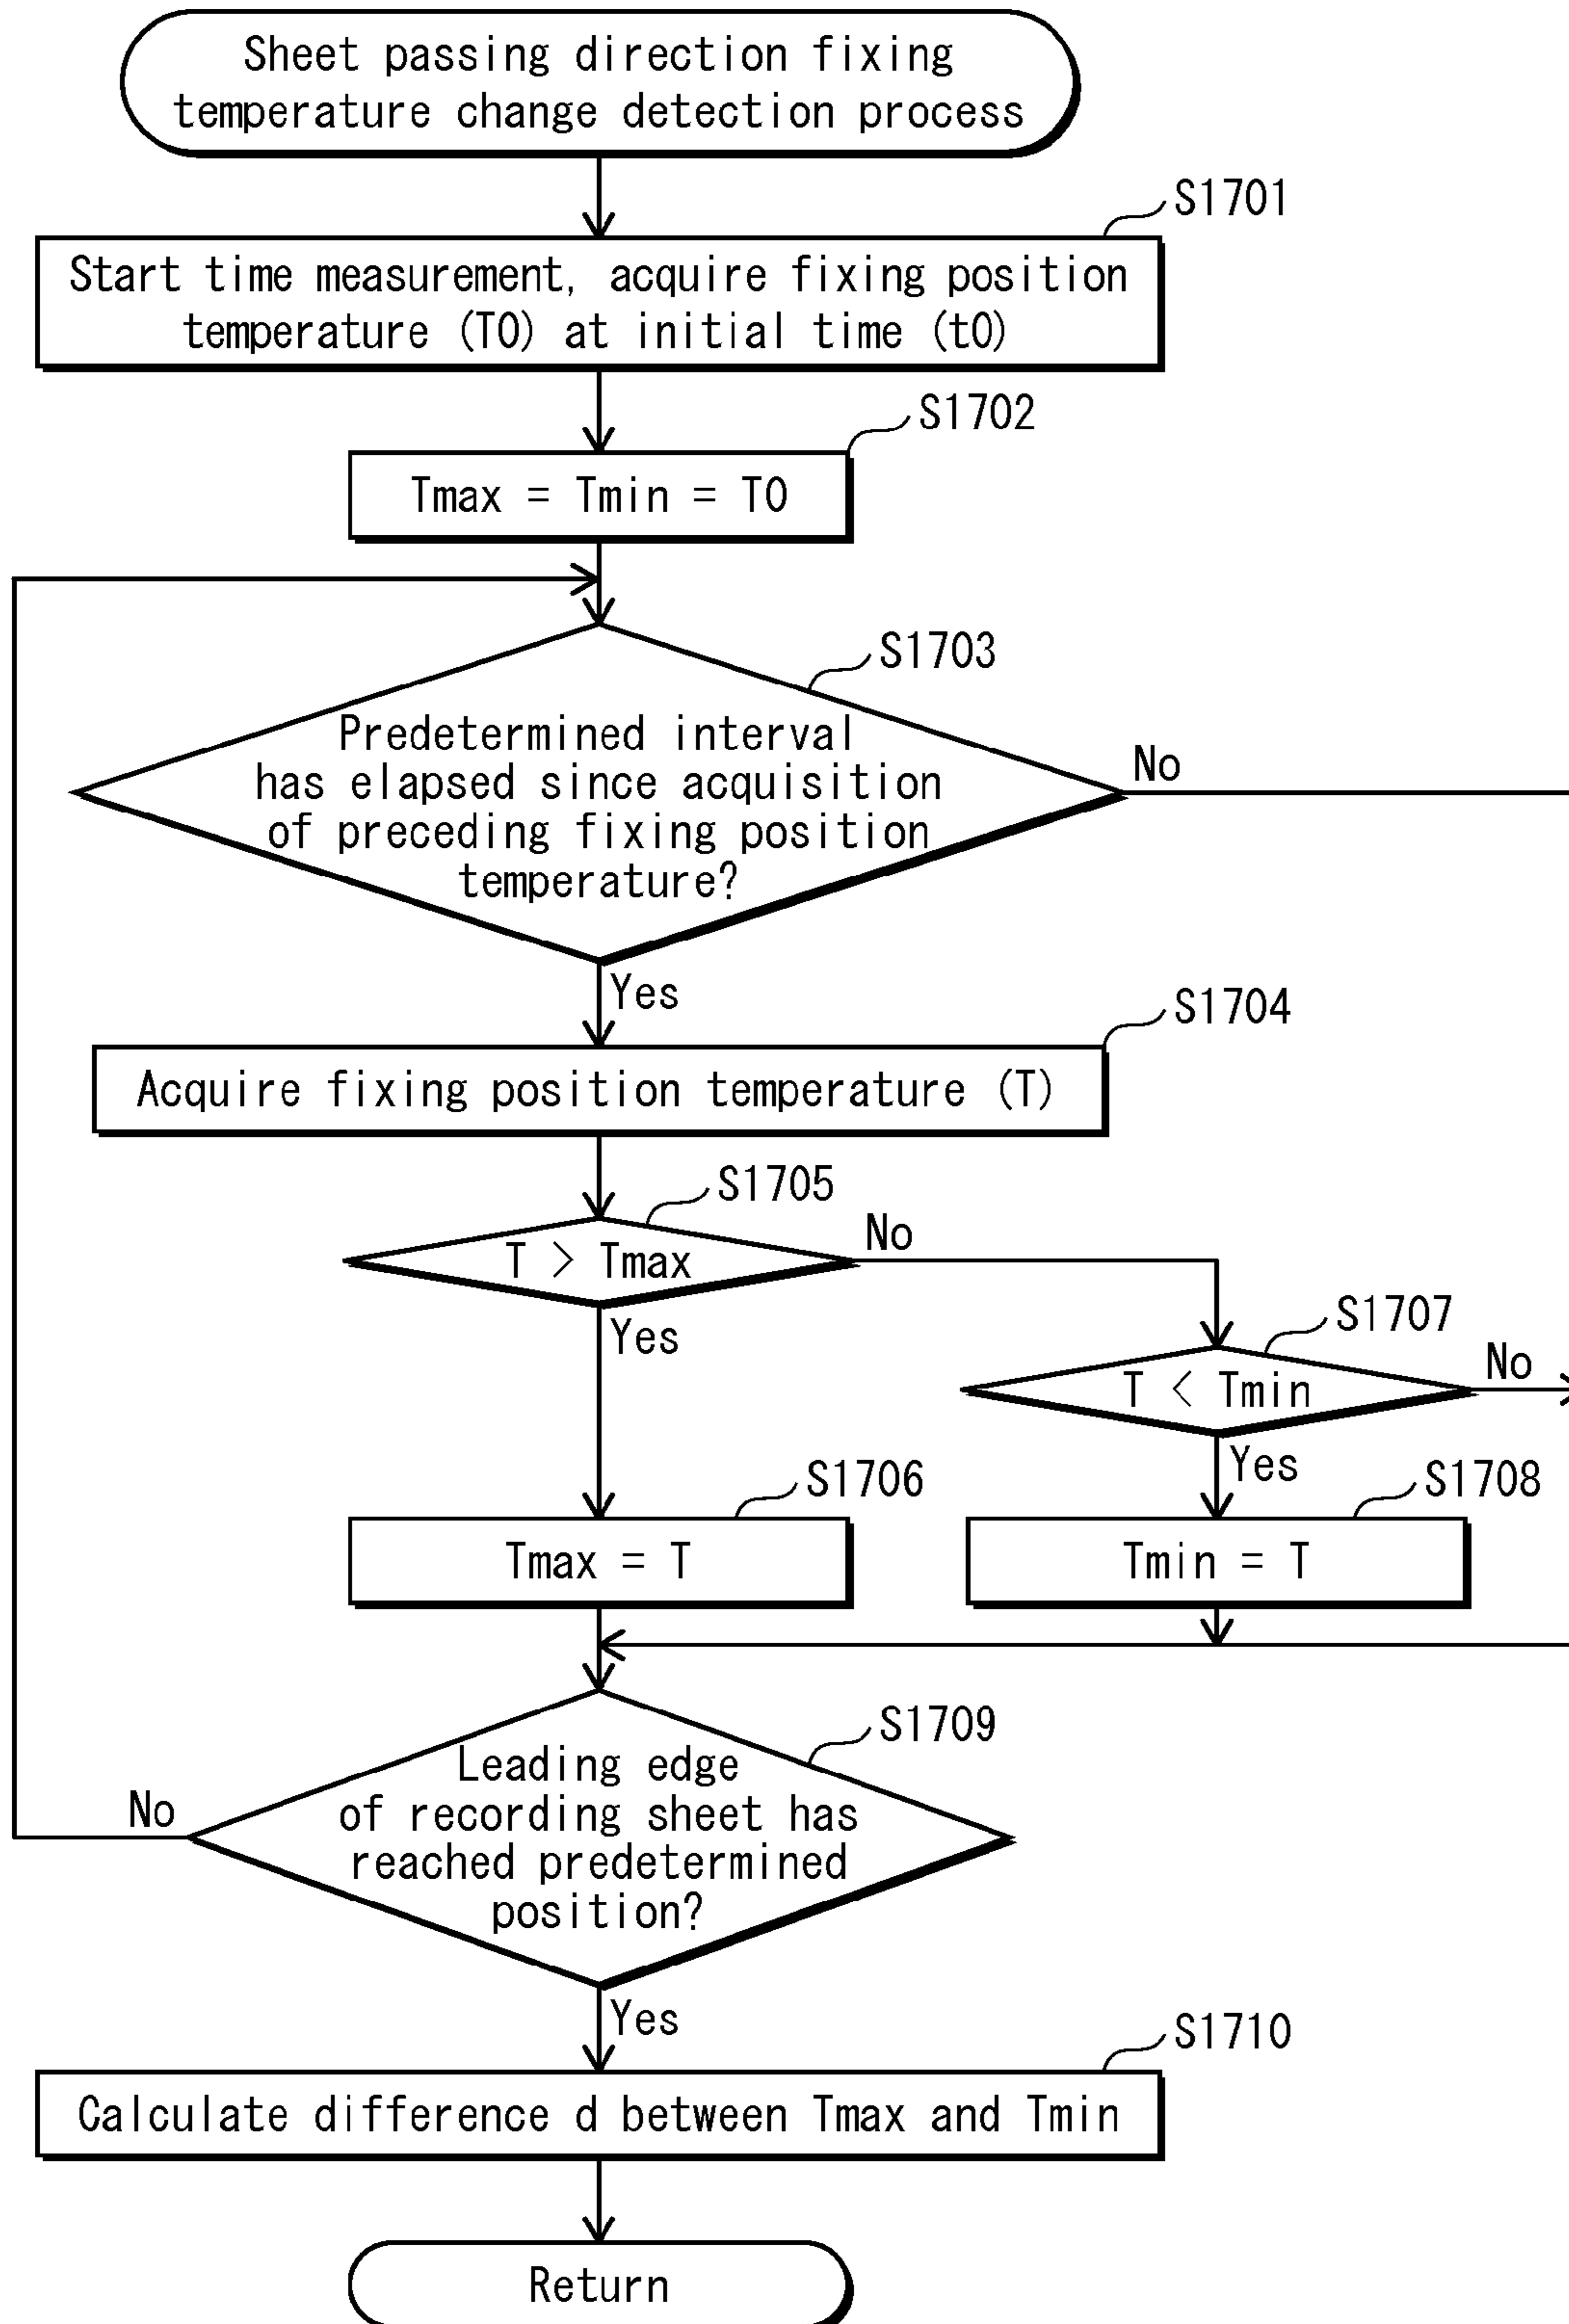 Sheet passing direction fixing
temperature change detection process
S1701
Start time measurement, acquire fixing position
temperature (T0) at initial time (t0)
S1702
Tmax = Tmin = T0
S1703
Predetermined interval
has elapsed since acquisition
of preceding fixing position
temperature?
No
Yes
S1704
Acquire fixing position temperature (T)
S1705
T > Tmax
No
Yes
S1707
T < Tmin
No
Yes
S1706
Tmax = T
S1708
Tmin = T
S1709
Leading edge
of recording sheet has
reached predetermined
position?
No
Yes
S1710
Calculate difference d between Tmax and Tmin
Return